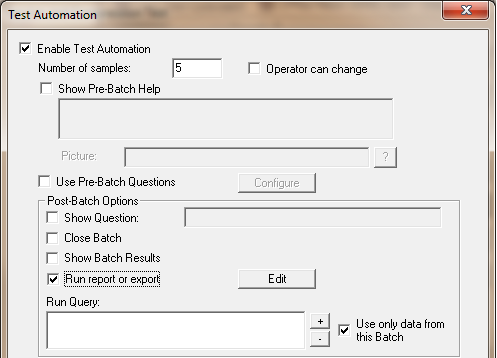 Test Automation
Enable Test Automation
Number of samples: 5 Operator can change
Show Pre-Batch Help
Picture: ?
Use Pre-Batch Questions Configure
Post-Batch Options
Show Question:
Close Batch
Show Batch Results
Run report or export Edit
Run Query:
+
Use only data from
this Batch
-